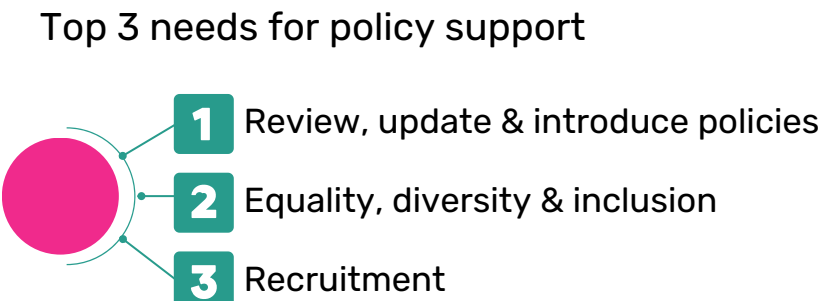 Top 3 needs for policy support
1 Review, update & introduce policies
2 Equality, diversity & inclusion
3 Recruitment